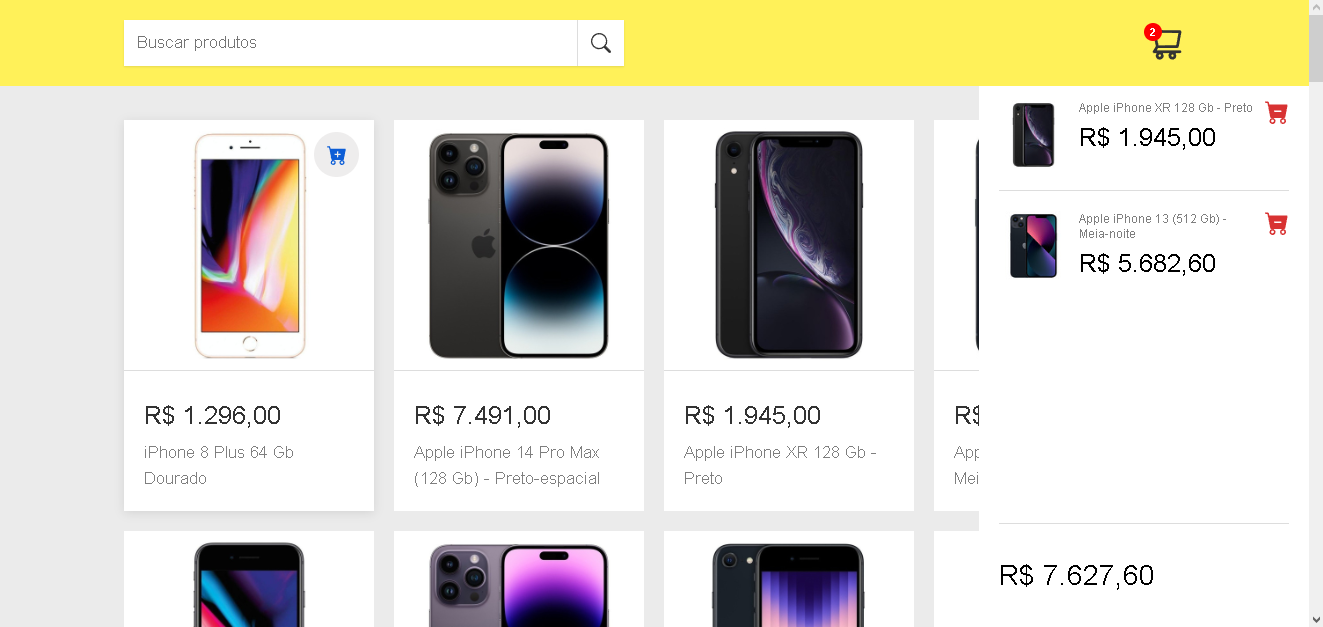 Buscar produtos
2
R$ 1.296,00
iPhone 8 Plus 64 Gb
Dourado
R$ 7.491,00
Apple iPhone 14 Pro Max
(128 Gb) - Preto-espacial
R$ 1.945,00
Apple iPhone XR 128 Gb -
Preto
R$
App
Mei
Apple iPhone XR 128 Gb - Preto
R$ 1.945,00
Apple iPhone 13 (512 Gb) -
Meia-noite
R$ 5.682,60
R$ 7.627,60